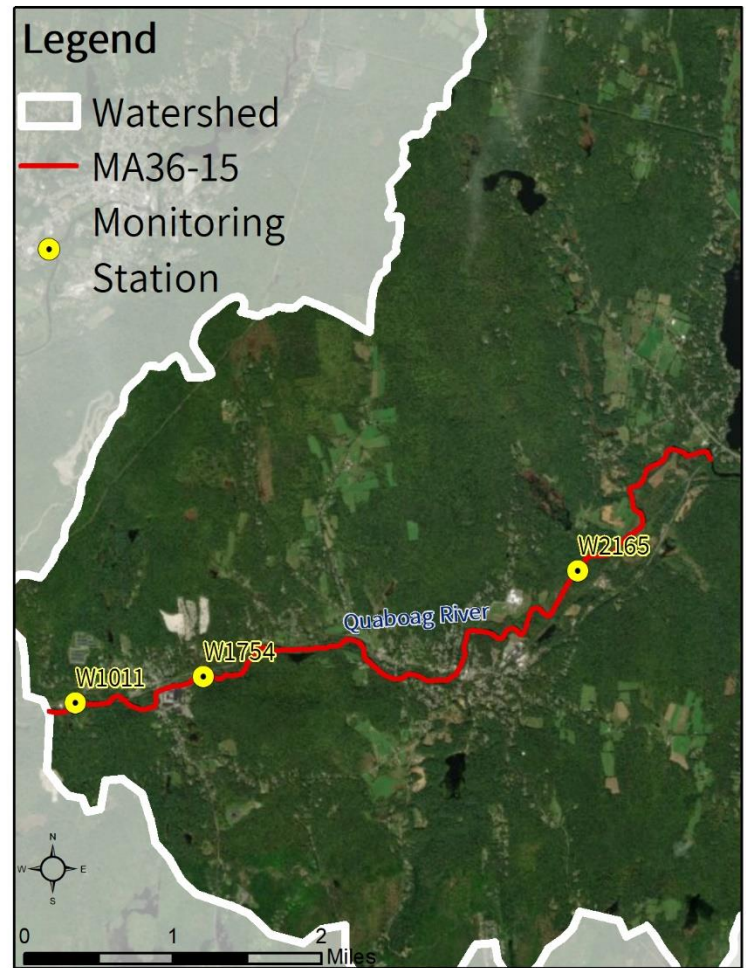 Legend
Watershed
MA36-15
Monitoring
Station
W2165
Quaboag River
W1754
W1011
N
W E
S
0 1 2
Miles